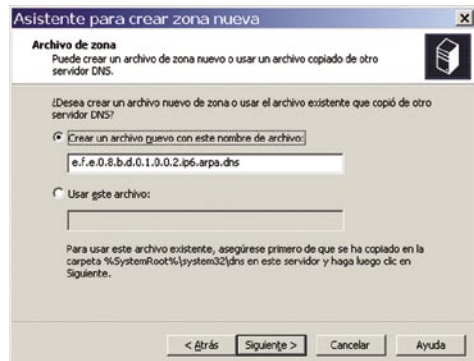 Asistente para crear zona nueva
Archivo de zona
Puede crear un archivo de zona nuevo o usar un archivo copiado de otro
servidor DNS.
¿Desea crear un archivo nuevo de zona o usar el archivo existente que copió de otro
servidor DNS?
Crear un archivo nuevo con este nombre de archivo:
e.f.e.0.8.b.d.0.1.0.0.2.ip6.arpa.dns
Usar este archivo:
Para usar este archivo existente, asegúrese primero de que se ha copiado en la
carpeta %SystemRoot%\system32\dns en este servidor y haga luego clic en
Siguiente.
< Atrás Siguiente > Cancelar Ayuda